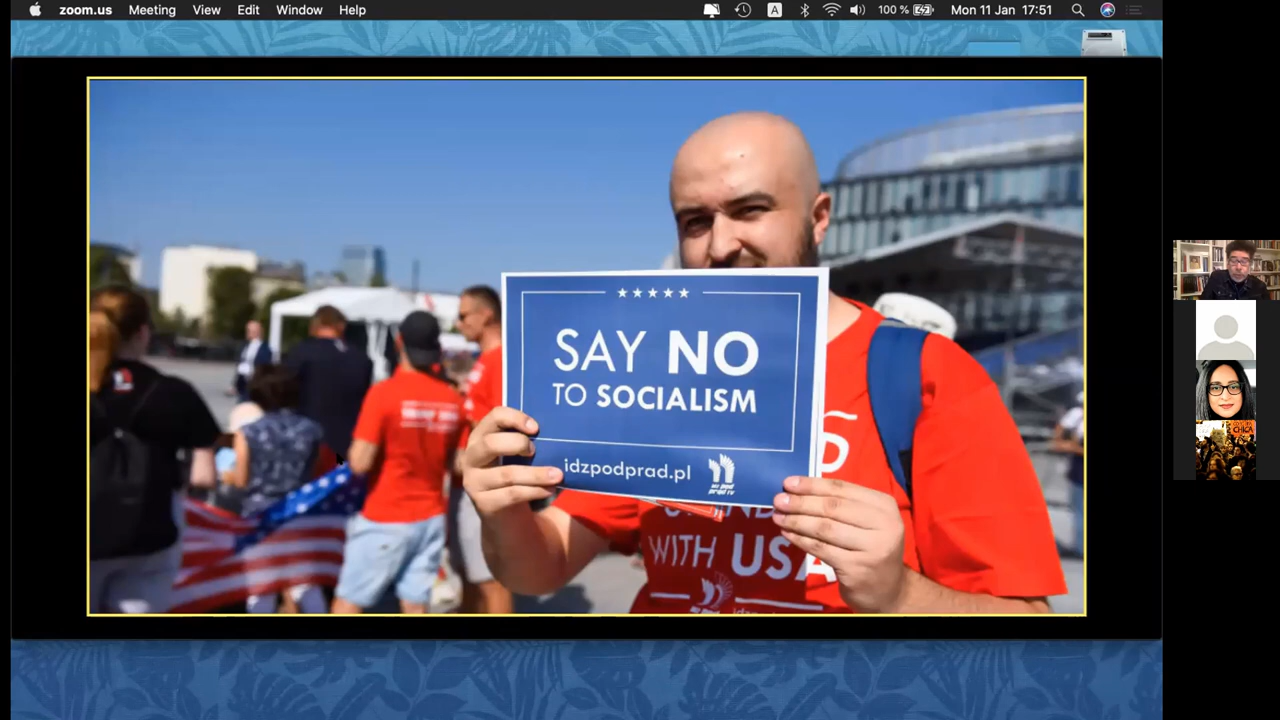 zoom.us Meeting View Edit Window Help
A
100 %
Mon 11 Jan 17:51
SAY NO
TO SOCIALISM
idzpodprad.pl
WITH USA
CHICA